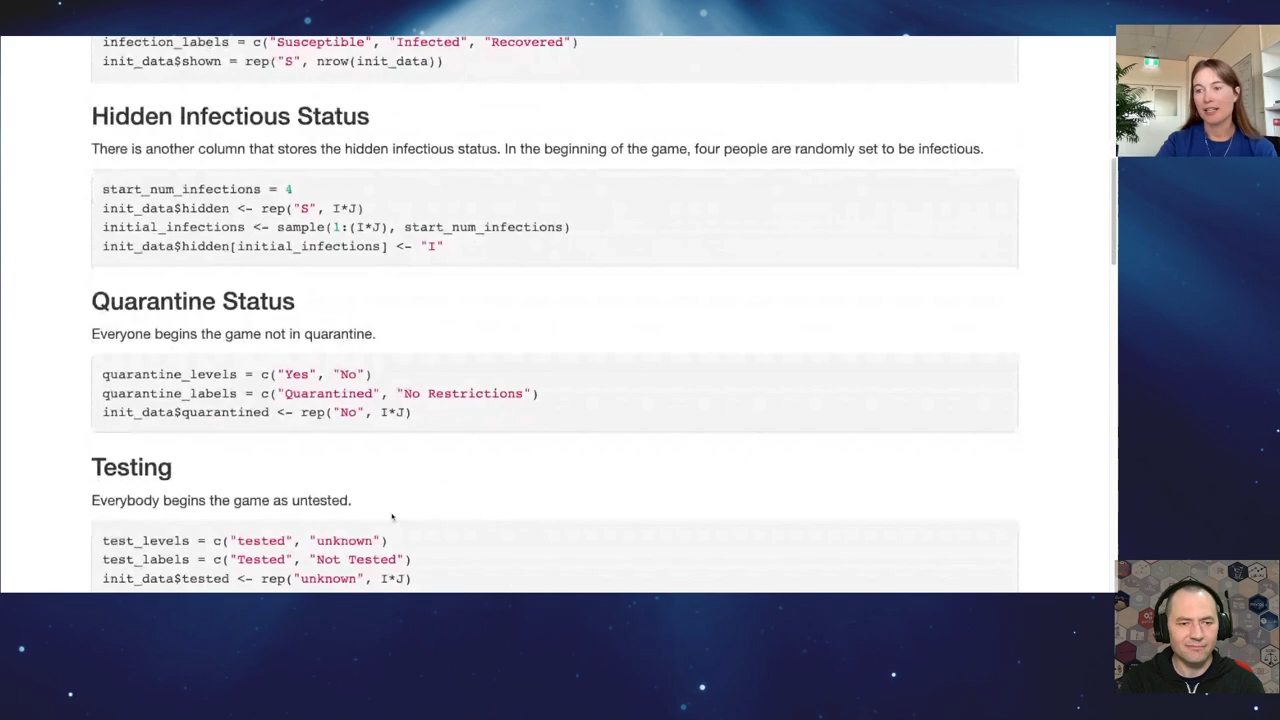 infection_labels = c("Susceptible", "Infected", "Recovered")
init_data$shown = rep("S", nrow(init_data))
Hidden Infectious Status
There is another column that stores the hidden infectious status. In the beginning of the game, four people are randomly set to be infectious.
start_num_infections = 4
init_data$hidden <- rep("S", I*J)
initial_infections <- sample(1:(I*J), start_num_infections)
init_data$hidden[initial_infections] <- "I"
Quarantine Status
Everyone begins the game not in quarantine.
quarantine_levels = c("Yes", "No")
quarantine_labels = c("Quarantined", "No Restrictions")
init_data$quarantined <- rep("No", I*J)
Testing
Everybody begins the game as untested.
test_levels = c("tested", "unknown")
test_labels = c("Tested", "Not Tested")
init_data$tested <- rep("unknown", I*J)